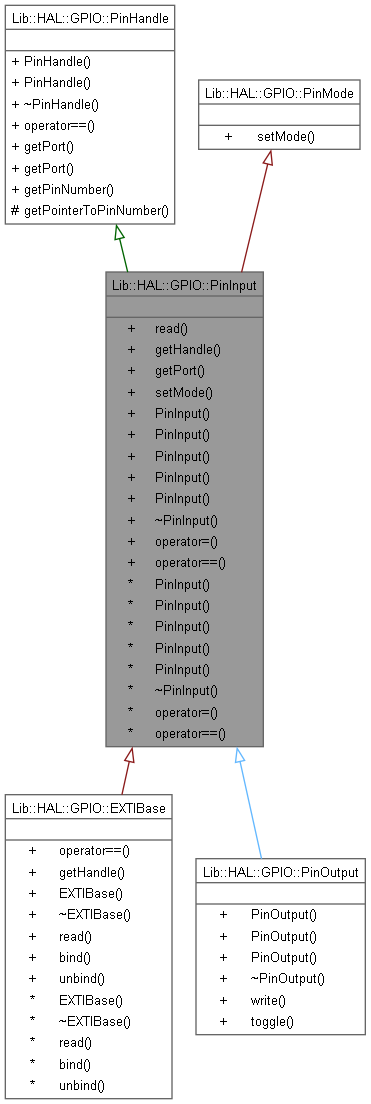 Lib::HAL::GPIO::PinHandle
+ PinHandle()
+ PinHandle()
+ ~PinHandle()
+ operator==()
+ getPort()
+ getPort()
+ getPinNumber()
# getPointerToPinNumber()
Lib::HAL::GPIO::PinMode
+ setMode()
Lib::HAL::GPIO::PinInput
+ read()
+ getHandle()
+ getPort()
+ setMode()
+ PinInput()
+ PinInput()
+ PinInput()
+ PinInput()
+ PinInput()
+ ~PinInput()
+ operator=()
+ operator==()
* PinInput()
* PinInput()
* PinInput()
* PinInput()
* PinInput()
* ~PinInput()
* operator=()
* operator==()
Lib::HAL::GPIO::EXTIBase
+ operator==()
+ getHandle()
+ EXTIBase()
+ ~EXTIBase()
+ read()
+ bind()
+ unbind()
* EXTIBase()
* ~EXTIBase()
* read()
* bind()
* unbind()
Lib::HAL::GPIO::PinOutput
+ PinOutput()
+ PinOutput()
+ PinOutput()
+ ~PinOutput()
+ write()
+ toggle()